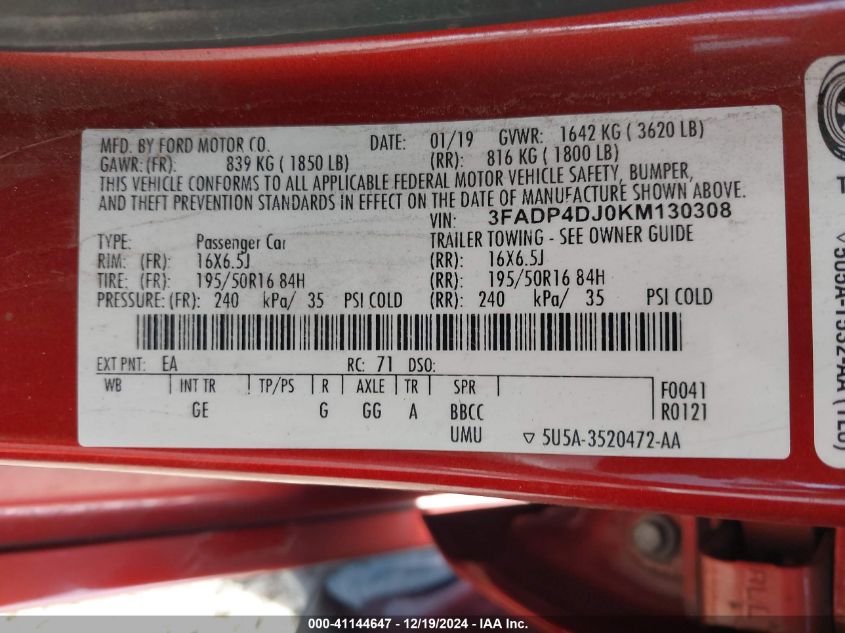 MFD. BY FORD MOTOR CO. DATE: 01/19 GVWR: 1642 KG ( 3620 LB)
GAWR: (FR): 839 KG ( 1850 LB) (RR): 816 KG ( 1800 LB)
THIS VEHICLE CONFORMS TO ALL APPLICABLE FEDERAL MOTOR VEHICLE SAFETY, BUMPER,
AND THEFT PREVENTION STANDARDS IN EFFECT ON THE DATE OF MANUFACTURE SHOWN ABOVE.
VIN: 3FADP4DJ0KM130308
TYPE: Passenger Car TRAILER TOWING - SEE OWNER GUIDE
RIM: (FR): 16X6.5J (RR): 16X6.5J
TIRE: (FR): 195/50R16 84H (RR): 195/50R16 84H
PRESSURE: (FR): 240 kPa/ 35 PSI COLD (RR): 240 kPa/ 35 PSI COLD
EXT PNT: EA RC: 71 DSO:
WB INT TR TP/PS R AXLE TR SPR F0041
GE G GG A BBCC R0121
UMU ▽ 5U5A-3520472-AA
000-41144647 - 12/19/2024 - IAA Inc.